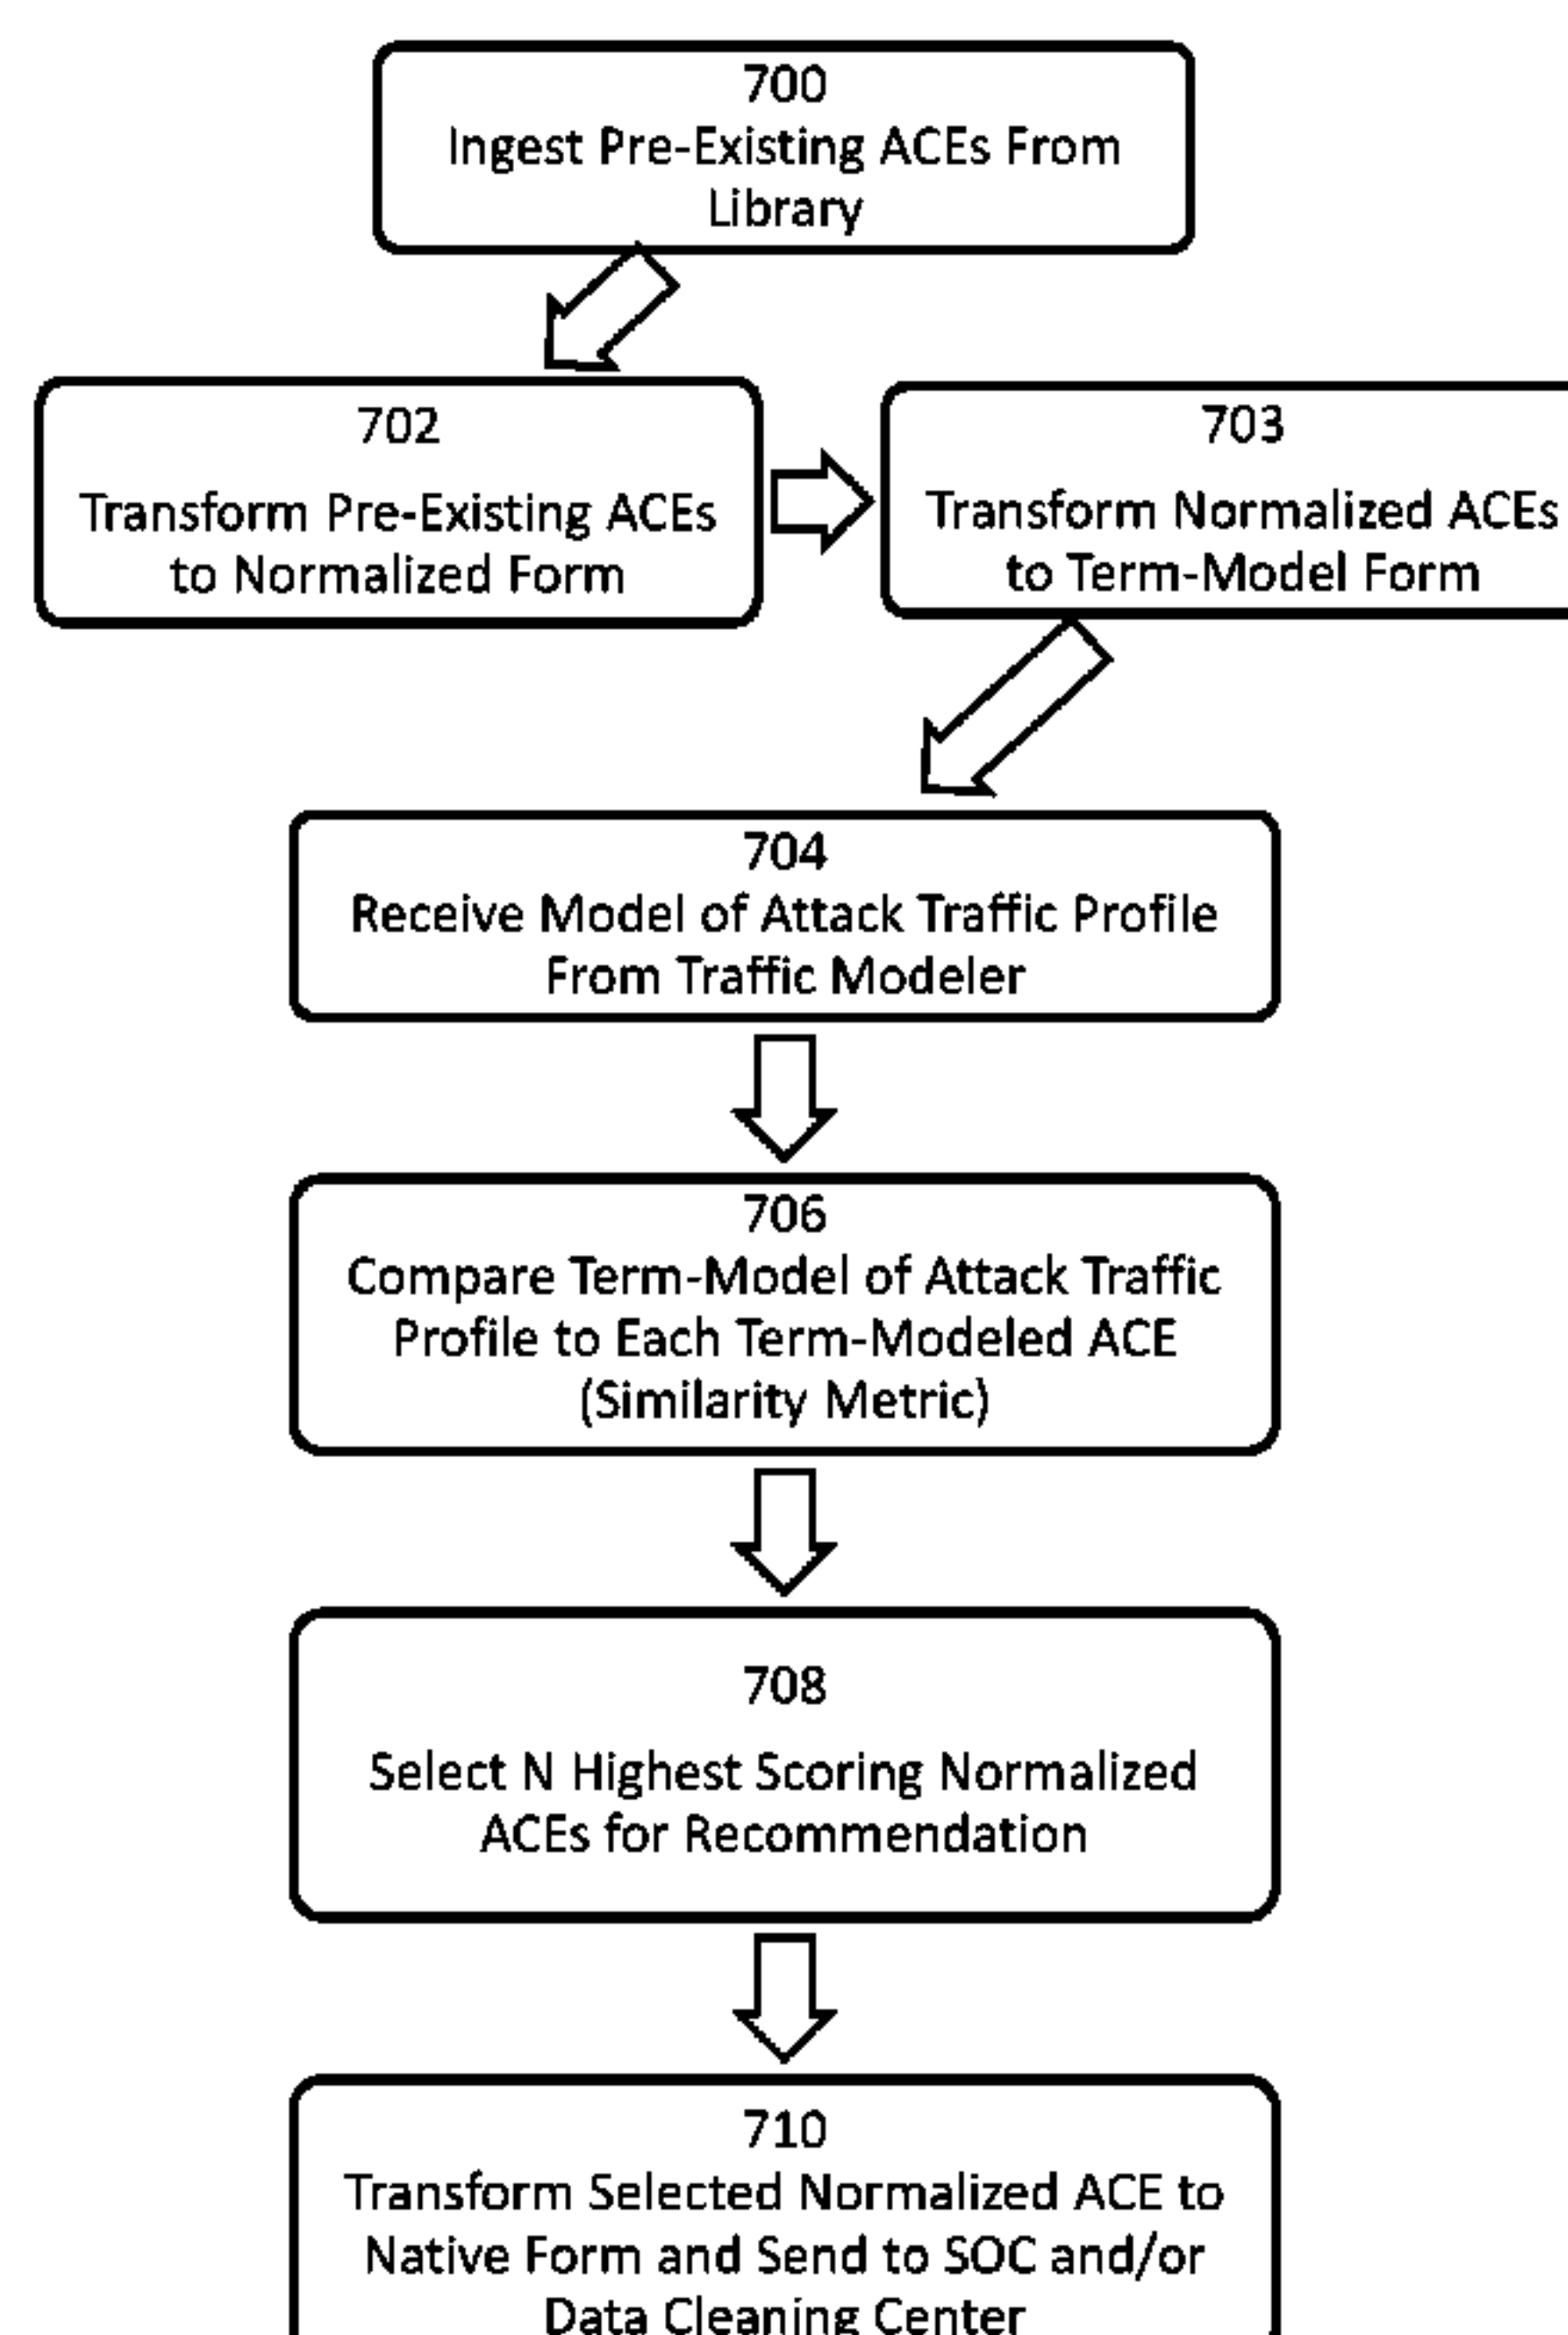 700
Ingest Pre-Existing ACEs From
Library
702
Transform Pre-Existing ACEs
to Normalized Form
703
Transform Normalized ACEs
to Term-Model Form
704
Receive Model of Attack Traffic Profile
From Traffic Modeler
706
Compare Term-Model of Attack Traffic
Profile to Each Term-Modeled ACE
(Similarity Metric)
708
Select N Highest Scoring Normalized
ACEs for Recommendation
710
Transform Selected Normalized ACE to
Native Form and Send to SOC and/or
Data Cleaning Center